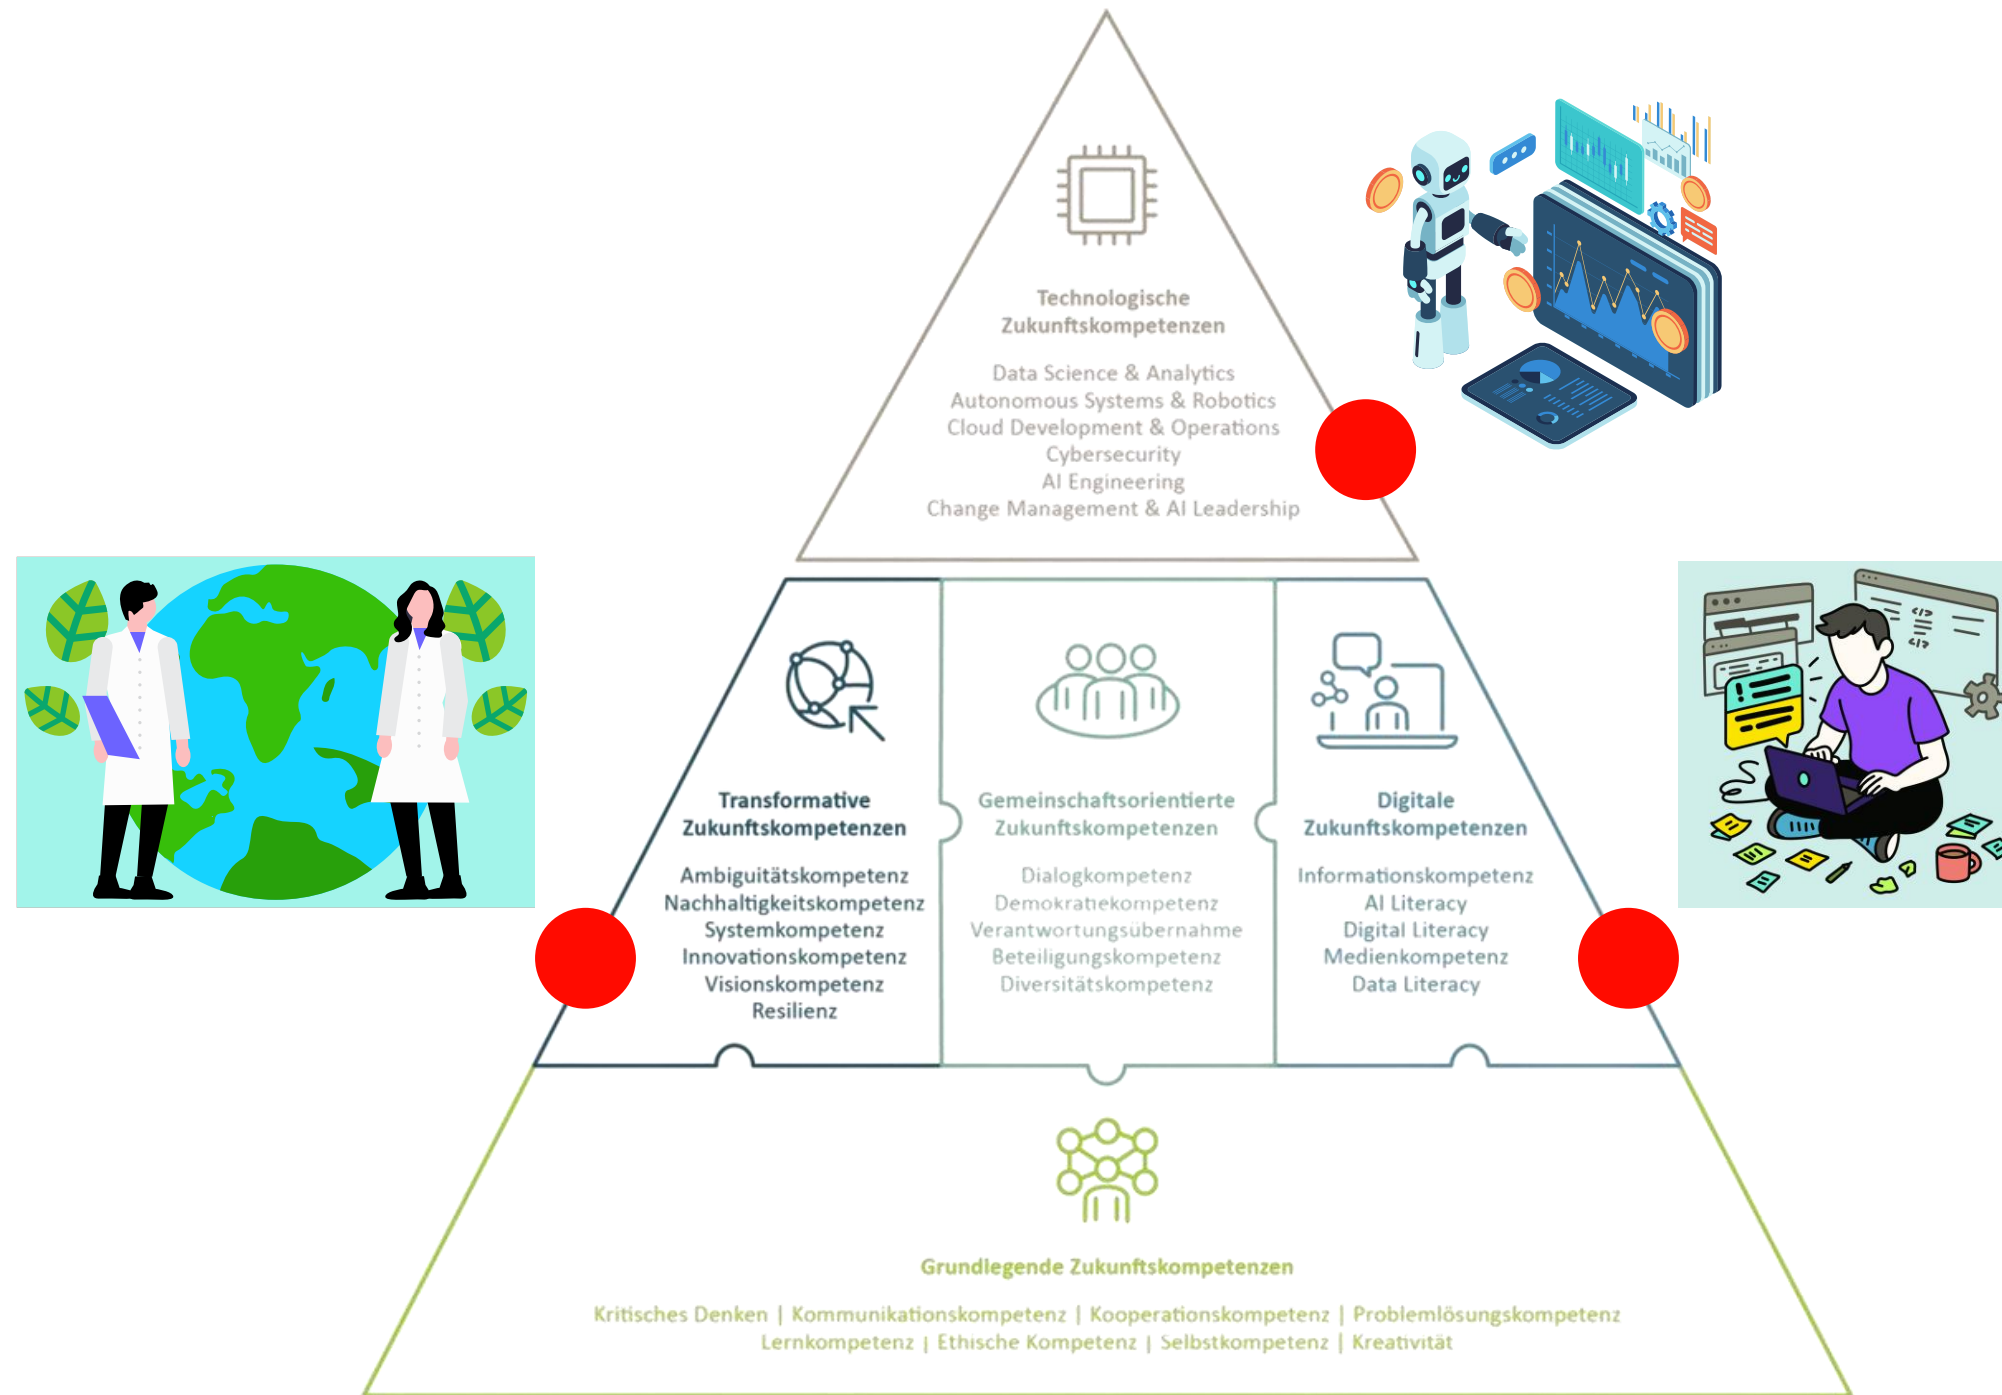 Technologische
Zukunftskompetenzen
Data Science & Analytics
Autonomous Systems & Robotics
Cloud Development & Operations
Cybersecurity
AI Engineering
Change Management & AI Leadership
Transformative
Zukunftskompetenzen
Ambiguitätskompetenz
Nachhaltigkeitskompetenz
Systemkompetenz
Innovationskompetenz
Visionskompetenz
Resilienz
Gemeinschaftsorientierte
Zukunftskompetenzen
Dialogkompetenz
Demokratiekompetenz
Verantwortungsübernahme
Beteiligungskompetenz
Diversitätskompetenz
Digitale
Zukunftskompetenzen
Informationskompetenz
AI Literacy
Digital Literacy
Medienkompetenz
Data Literacy
</>
</>
Grundlegende Zukunftskompetenzen
Kritisches Denken | Kommunikationskompetenz | Kooperationskompetenz | Problemlösungskompetenz
Lernkompetenz | Ethische Kompetenz | Selbstkompetenz | Kreativität